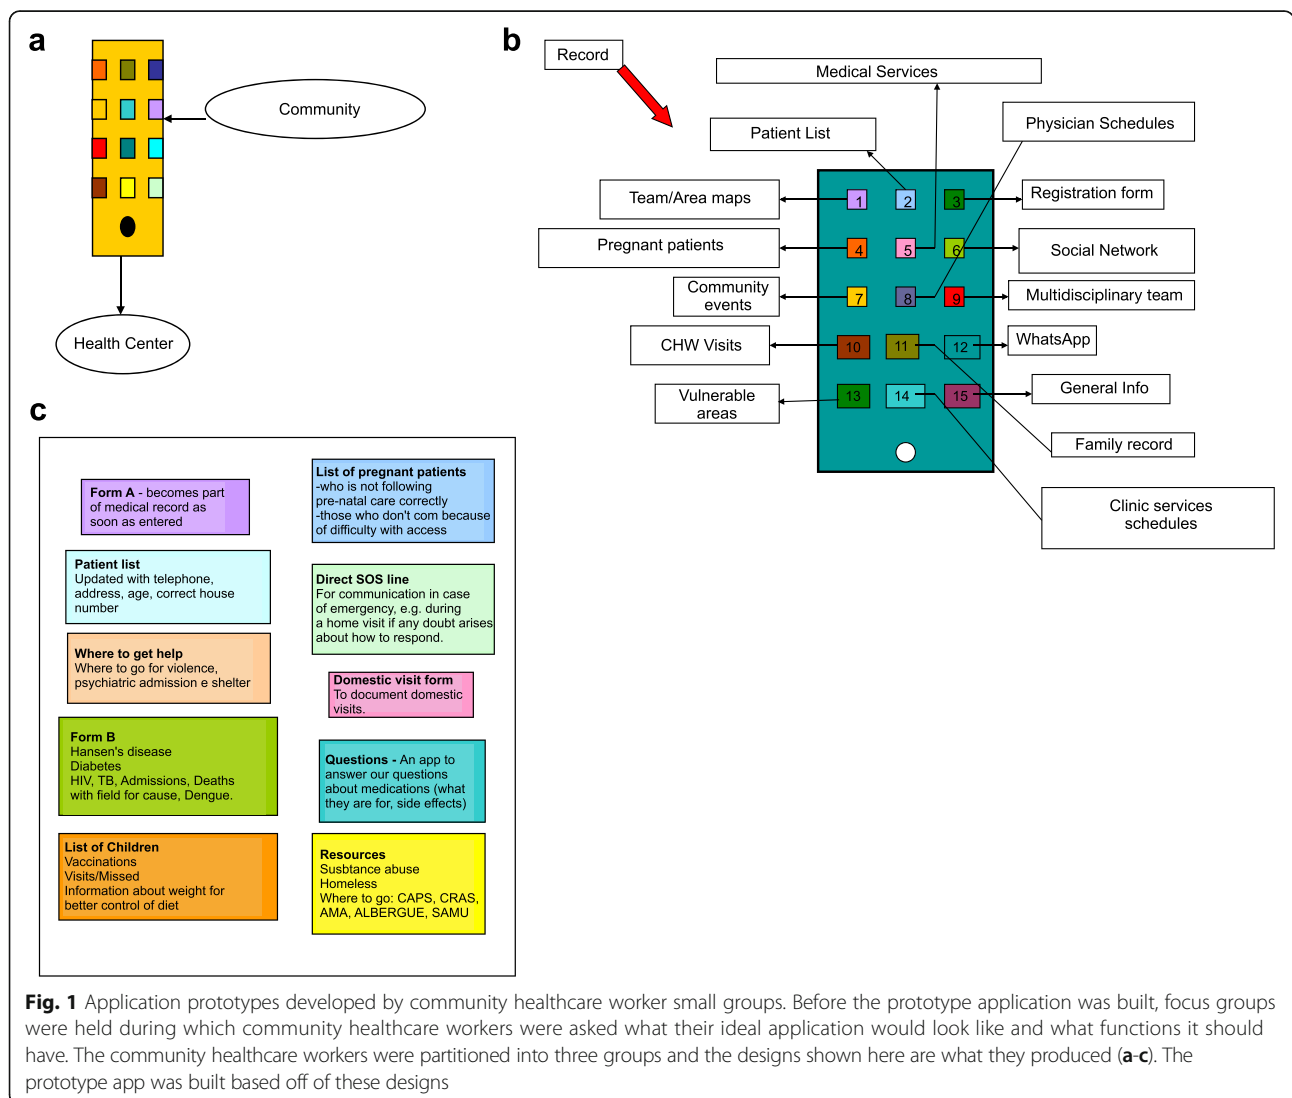 a
Community
Health Center
b
Record
Medical Services
Patient List
Physician Schedules
Team/Area maps
Registration form
Pregnant patients
Social Network
Community
events
Multidisciplinary team
CHW Visits
WhatsApp
Vulnerable
areas
General Info
Family record
Clinic services
schedules
1
2
3
4
5
6
7
8
9
10
11
12
13
14
15
c
Form A - becomes part
of medical record as
soon as entered
List of pregnant patients
-who is not following
pre-natal care correctly
-those who don't com because
of difficulty with access
Patient list
Updated with telephone,
address, age, correct house
number
Direct SOS line
For communication in case
of emergency, e.g. during
a home visit if any doubt arises
about how to respond.
Where to get help
Where to go for violence,
psychiatric admission e shelter
Domestic visit form
To document domestic
visits.
Form B
Hansen's disease
Diabetes
HIV, TB, Admissions, Deaths
with field for cause, Dengue.
Questions - An app to
answer our questions
about medications (what
they are for, side effects)
List of Children
Vaccinations
Visits/Missed
Information about weight for
better control of diet
Resources
Susbtance abuse
Homeless
Where to go: CAPS, CRAS,
AMA, ALBERGUE, SAMU
Fig. 1 Application prototypes developed by community healthcare worker small groups. Before the prototype application was built, focus groups
were held during which community healthcare workers were asked what their ideal application would look like and what functions it should
have. The community healthcare workers were partitioned into three groups and the designs shown here are what they produced (a-c). The
prototype app was built based off of these designs